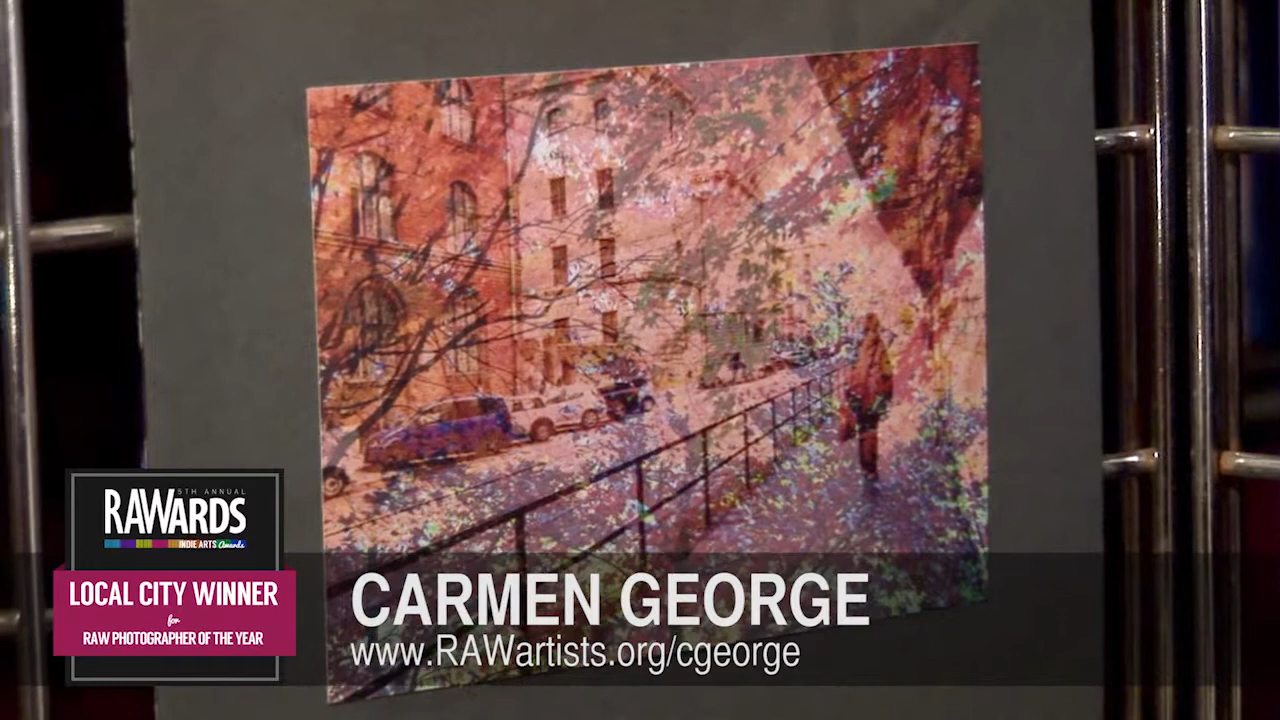 5TH ANNUAL
RAWARDS
INDIE ARTS Awards
LOCAL CITY WINNER
for
RAW PHOTOGRAPHER OF THE YEAR
CARMEN GEORGE
www.RAWartists.org/cgeorge